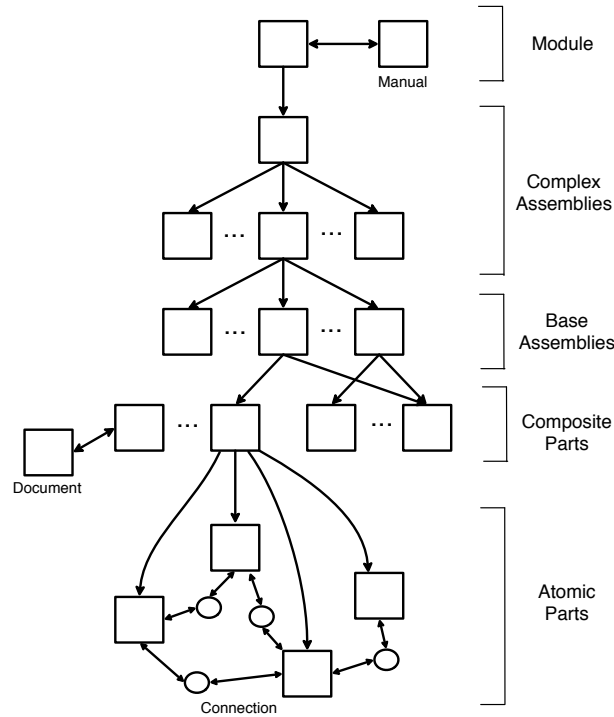 Module
Manual
Complex
Assemblies
...
...
Base
Assemblies
...
...
Composite
Parts
...
...
Document
Atomic
Parts
Connection